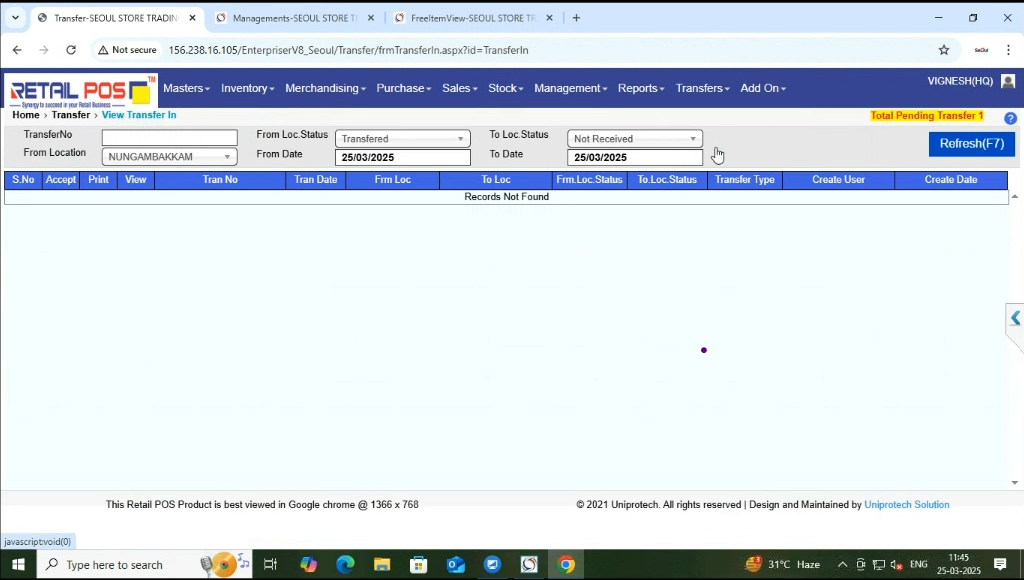 Transfer-SEOUL STORE TRADIN
Managements-SEOUL STORE T
FreeItemView-SEOUL STORE TR
Not secure
156.238.16.105/EnterpriserV8_Seoul/Transfer/frmTransferIn.aspx?id=TransferIn
RETAIL POS TM
Synergy to succeed in your Retail Business
Masters Inventory Merchandising Purchase Sales Stock Management Reports Transfers Add On
VIGNESH(HQ)
Home › Transfer › View Transfer In
Total Pending Transfer 1
TransferNo
From Loc.Status Transfered
To Loc.Status Not Received
Refresh(F7)
From Location NUNGAMBAKKAM
From Date 25/03/2025
To Date 25/03/2025
S.No Accept Print View Tran No Tran Date Frm Loc To Loc Frm.Loc.Status To.Loc.Status Transfer Type Create User Create Date
Records Not Found
This Retail POS Product is best viewed in Google chrome @ 1366 x 768
© 2021 Uniprotech. All rights reserved | Design and Maintained by Uniprotech Solution
javascript:void(0)
Type here to search
31°C Haze
ENG
11:45
25-03-2025